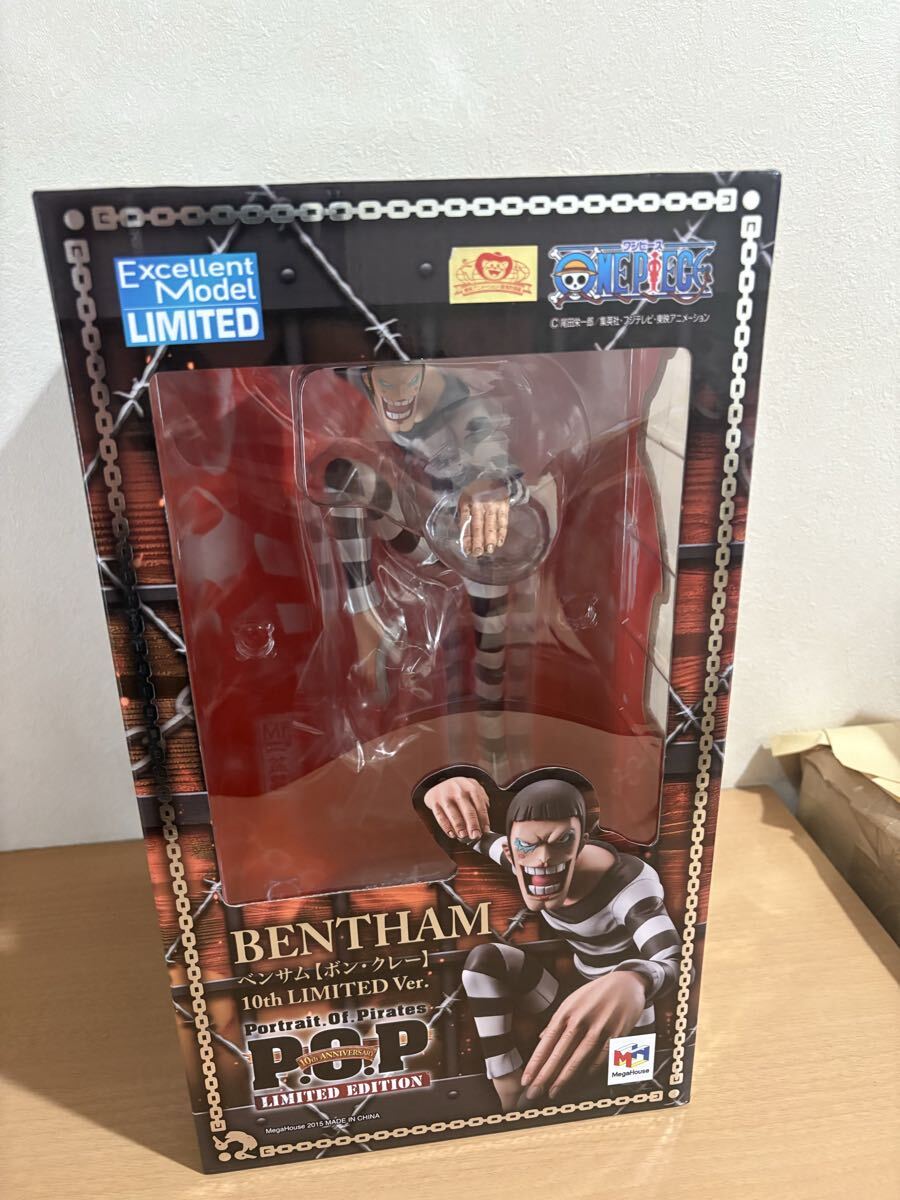 Excellent
Model
LIMITED
ワンピース
ONE PIECE
©尾田栄一郎/集英社・フジテレビ・東映アニメーション
BENTHAM
ベンサム【ボン・クレー】
10th LIMITED Ver.
Portrait.Of.Pirates
P.O.P
10th ANNIVERSARY
LIMITED EDITION
MegaHouse
MegaHouse 2015 MADE IN CHINA